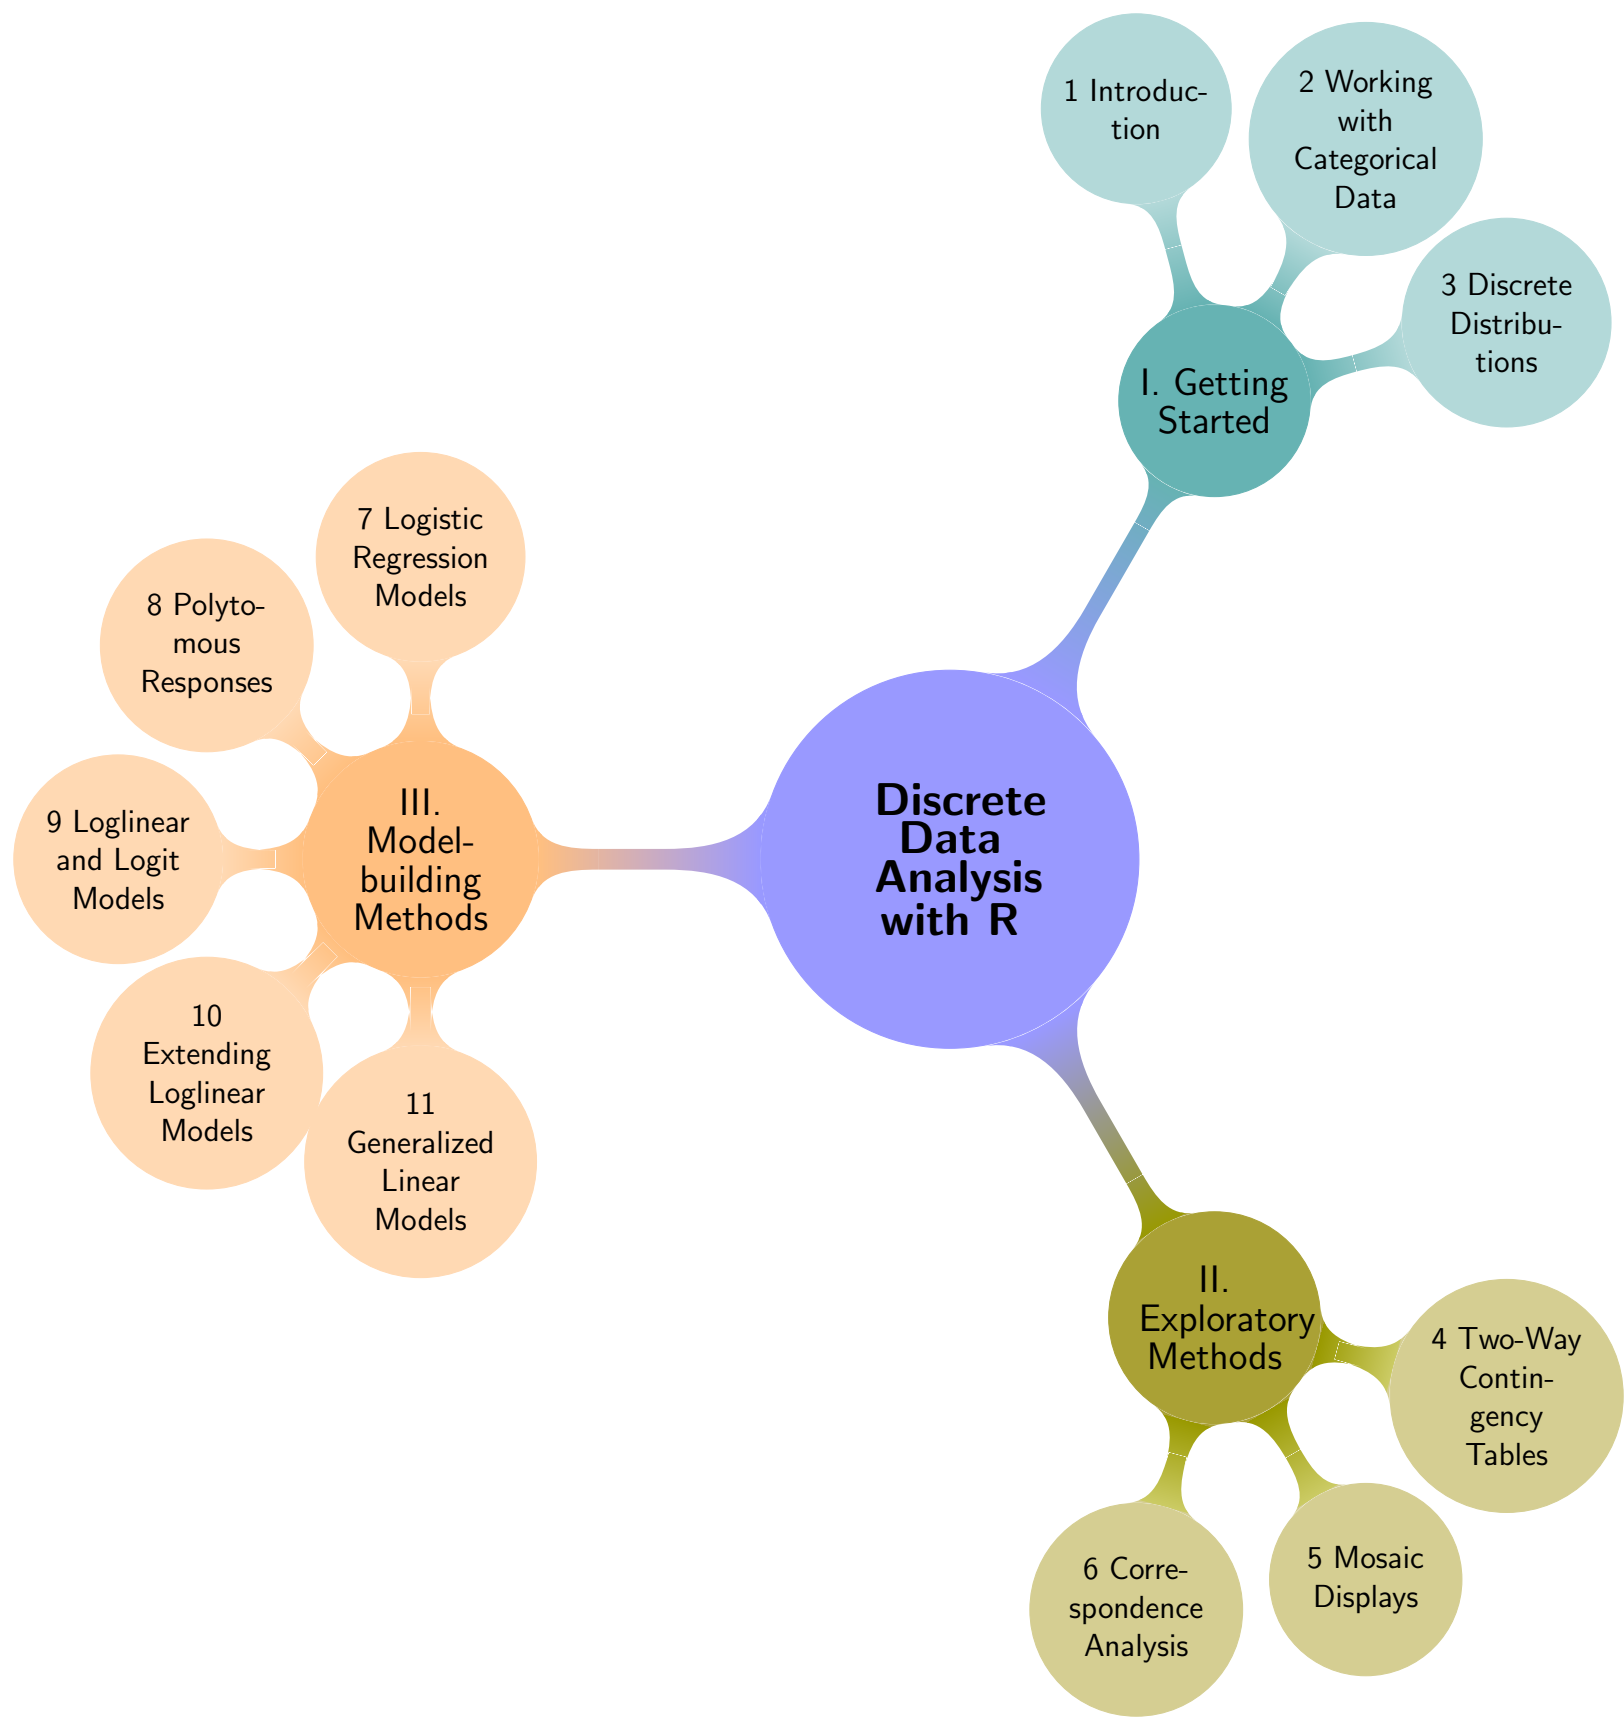 Discrete
Data
Analysis
with R
I. Getting
Started
1 Introduc-
tion
2 Working
with
Categorical
Data
3 Discrete
Distribu-
tions
II.
Exploratory
Methods
4 Two-Way
Contin-
gency
Tables
5 Mosaic
Displays
6 Corre-
spondence
Analysis
III.
Model-
building
Methods
7 Logistic
Regression
Models
8 Polyto-
mous
Responses
9 Loglinear
and Logit
Models
10
Extending
Loglinear
Models
11
Generalized
Linear
Models